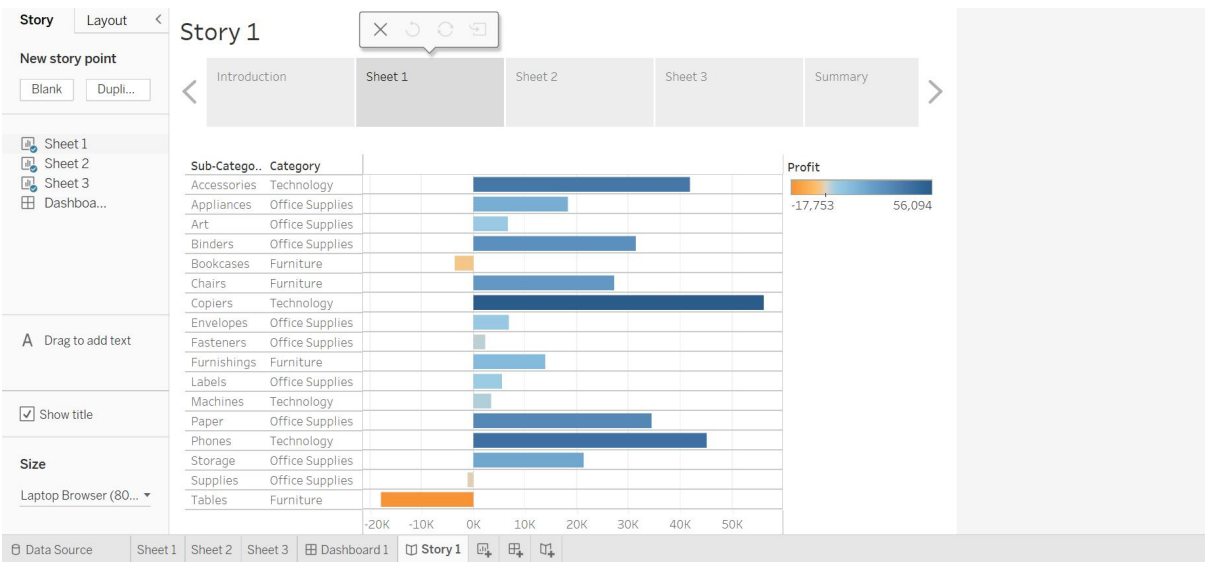 Story Layout <
Story 1
New story point
Blank Dupli...
Introduction Sheet 1 Sheet 2 Sheet 3 Summary
Sheet 1
Sheet 2
Sheet 3
Dashboa...
Sub-Catego.. Category
Accessories Technology
Appliances Office Supplies
Art Office Supplies
Binders Office Supplies
Bookcases Furniture
Chairs Furniture
Copiers Technology
Envelopes Office Supplies
Fasteners Office Supplies
Furnishings Furniture
Labels Office Supplies
Machines Technology
Paper Office Supplies
Phones Technology
Storage Office Supplies
Supplies Office Supplies
Tables Furniture
-20K -10K 0K 10K 20K 30K 40K 50K
Profit
-17,753 56,094
A Drag to add text
Show title
Size
Laptop Browser (80...
Data Source Sheet 1 Sheet 2 Sheet 3 Dashboard 1 Story 1